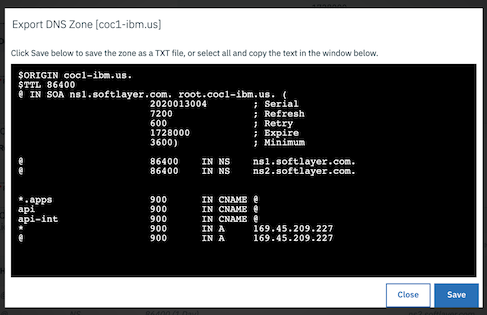 Export DNS Zone [coc1-ibm.us]
Click Save below to save the zone as a TXT file, or select all and copy the text in the window below.
$ORIGIN coc1-ibm.us.
$TTL 86400
@ IN SOA ns1.softlayer.com. root.coc1-ibm.us. (
2020013004 ; Serial
7200 ; Refresh
600 ; Retry
1728000 ; Expire
3600) ; Minimum
@ 86400 IN NS ns1.softlayer.com.
@ 86400 IN NS ns2.softlayer.com.
*.apps 900 IN CNAME @
api 900 IN CNAME @
api-int 900 IN CNAME @
* 900 IN A 169.45.209.227
@ 900 IN A 169.45.209.227
Close Save